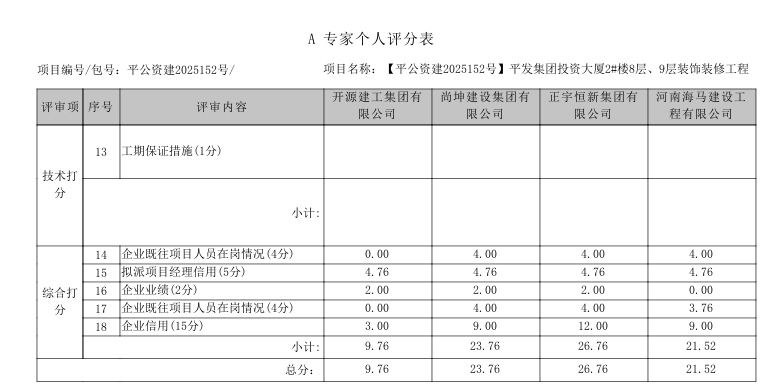 A 专家个人评分表
项目编号/包号: 平公资建2025152号/ 项目名称: 【平公资建2025152号】平发集团投资大厦2#楼8层、9层装饰装修工程
评审项 序号 评审内容 开源建工集团有限公司 尚坤建设集团有限公司 正宇恒新集团有限公司 河南海马建设工程有限公司
技术打分
13 工期保证措施(1分)
小计:
综合打分
14 企业既往项目人员在岗情况(4分) 0.00 4.00 4.00 4.00
15 拟派项目经理信用(5分) 4.76 4.76 4.76 4.76
16 企业业绩(2分) 2.00 2.00 2.00 0.00
17 企业既往项目人员在岗情况(4分) 0.00 4.00 4.00 3.76
18 企业信用(15分) 3.00 9.00 12.00 9.00
小计: 9.76 23.76 26.76 21.52
总分: 9.76 23.76 26.76 21.52